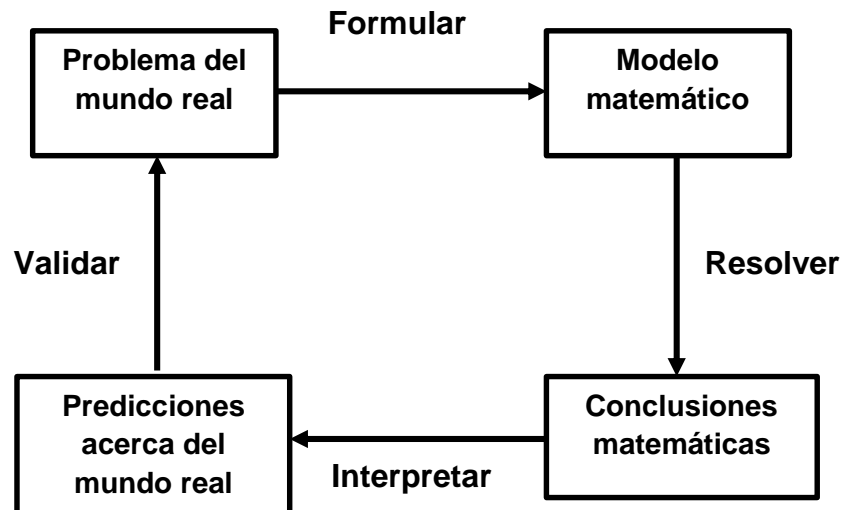 Formular
Problema del
mundo real
Modelo
matemático
Validar
Resolver
Predicciones
acerca del
mundo real
Interpretar
Conclusiones
matemáticas